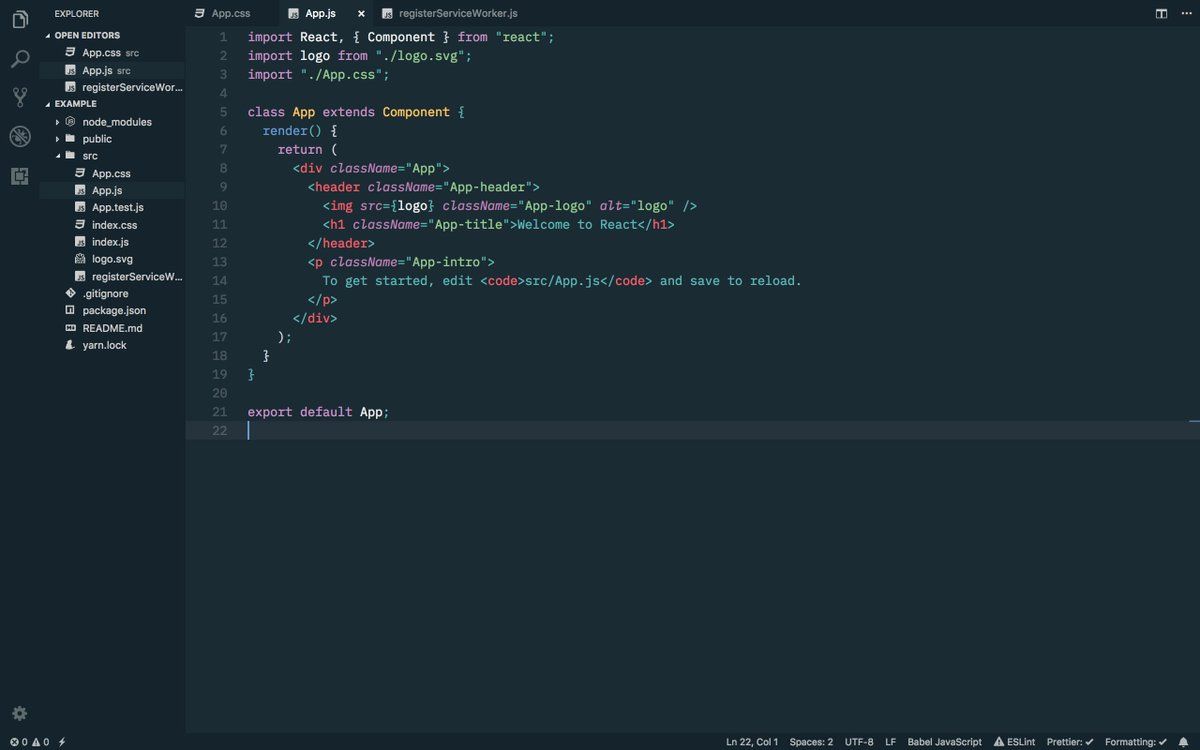 EXPLORER
OPEN EDITORS
App.css src
App.js src
registerServiceWor...
EXAMPLE
node_modules
public
src
App.css
App.js
App.test.js
index.css
index.js
logo.svg
registerServiceW...
.gitignore
package.json
README.md
yarn.lock
App.css App.js × registerServiceWorker.js
1 import React, { Component } from "react";
2 import logo from "./logo.svg";
3 import "./App.css";
4
5 class App extends Component {
6   render() {
7     return (
8       <div className="App">
9         <header className="App-header">
10           <img src={logo} className="App-logo" alt="logo" />
11           <h1 className="App-title">Welcome to React</h1>
12         </header>
13         <p className="App-intro">
14           To get started, edit <code>src/App.js</code> and save to reload.
15         </p>
16       </div>
17     );
18   }
19 }
20
21 export default App;
22
0 0 Ln 22, Col 1 Spaces: 2 UTF-8 LF Babel JavaScript ESLint Prettier: ✓ Formatting: ✓